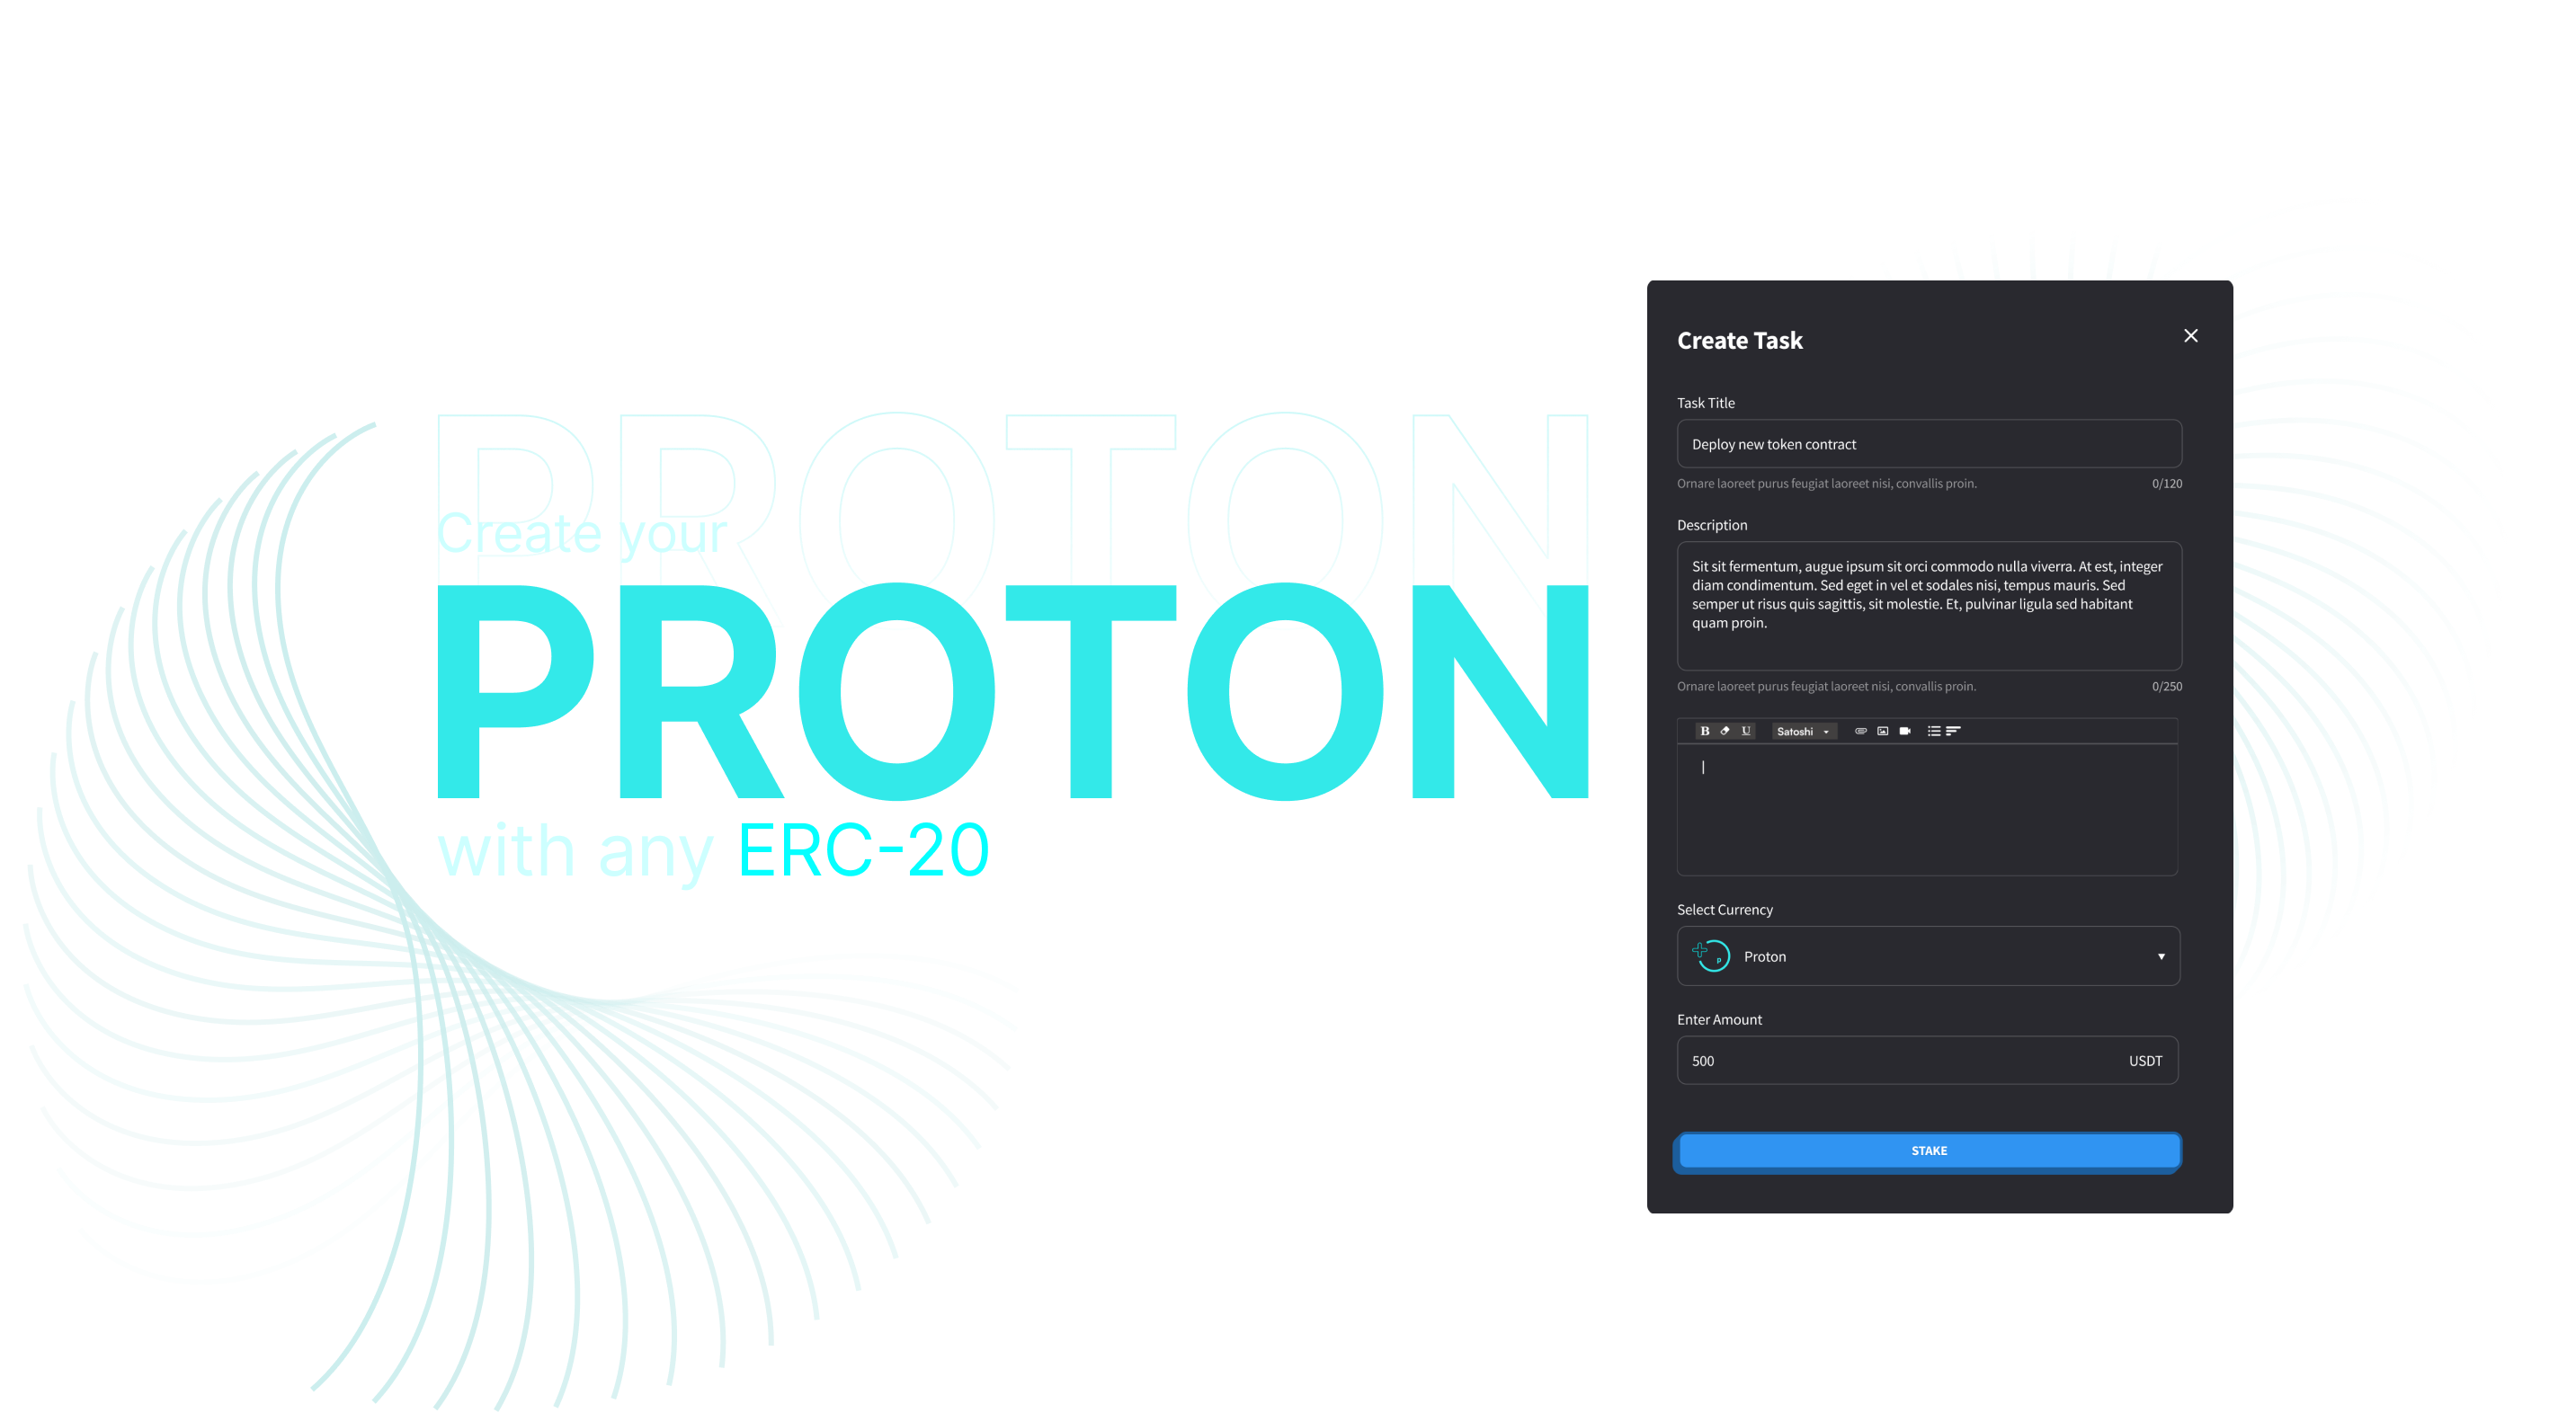 PROTON
Create your
PROTON
with any ERC-20
Create Task
Task Title
Deploy new token contract
Ornare laoreet purus feugiat laoreet nisi, convallis proin. 0/120
Description
Sit sit fermentum, augue ipsum sit orci commodo nulla viverra. At est, integer
diam condimentum. Sed eget in vel et sodales nisi, tempus mauris. Sed
semper ut risus quis sagittis, sit molestie. Et, pulvinar ligula sed habitant
quam proin.
Ornare laoreet purus feugiat laoreet nisi, convallis proin. 0/250
B U Satoshi
Select Currency
p Proton
Enter Amount
500 USDT
STAKE